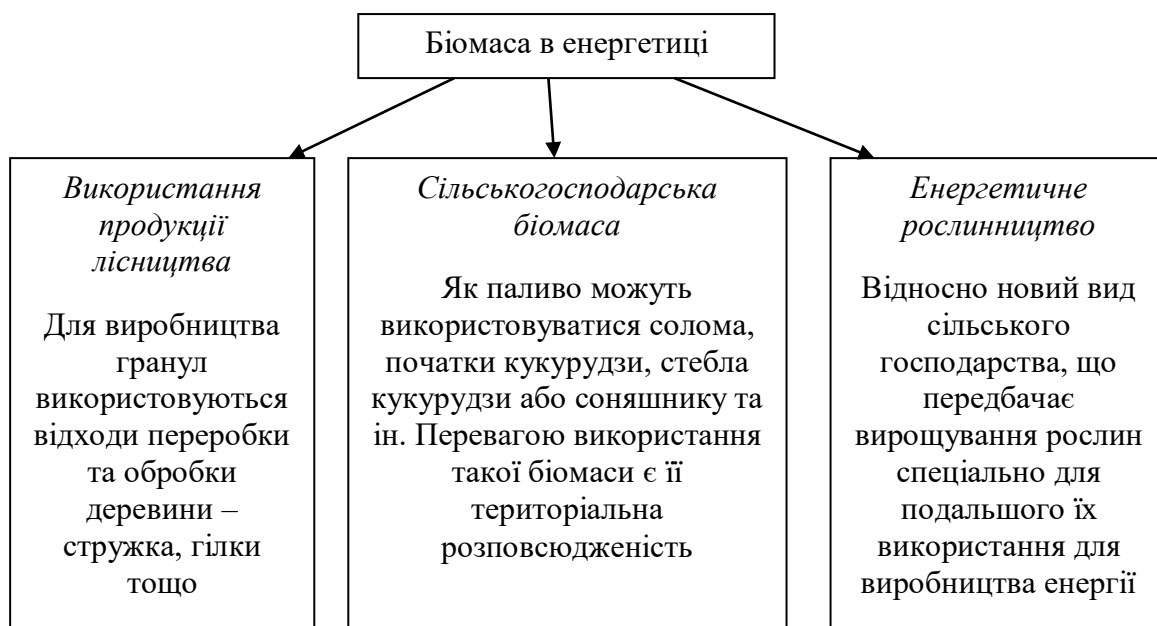 Біомаса в енергетиці
Використання
продукції
лісництва
Для виробництва
гранул
використовуються
відходи переробки
та обробки
деревини –
стружка, гілки
тощо
Сільськогосподарська
біомаса
Як паливо можуть
використовуватися солома,
початки кукурудзи, стебла
кукурудзи або соняшнику та
ін. Перевагою використання
такої біомаси є її
територіальна
розповсюдженість
Енергетичне
рослинництво
Відносно новий вид
сільського
господарства, що
передбачає
вирощування рослин
спеціально для
подальшого їх
використання для
виробництва енергії